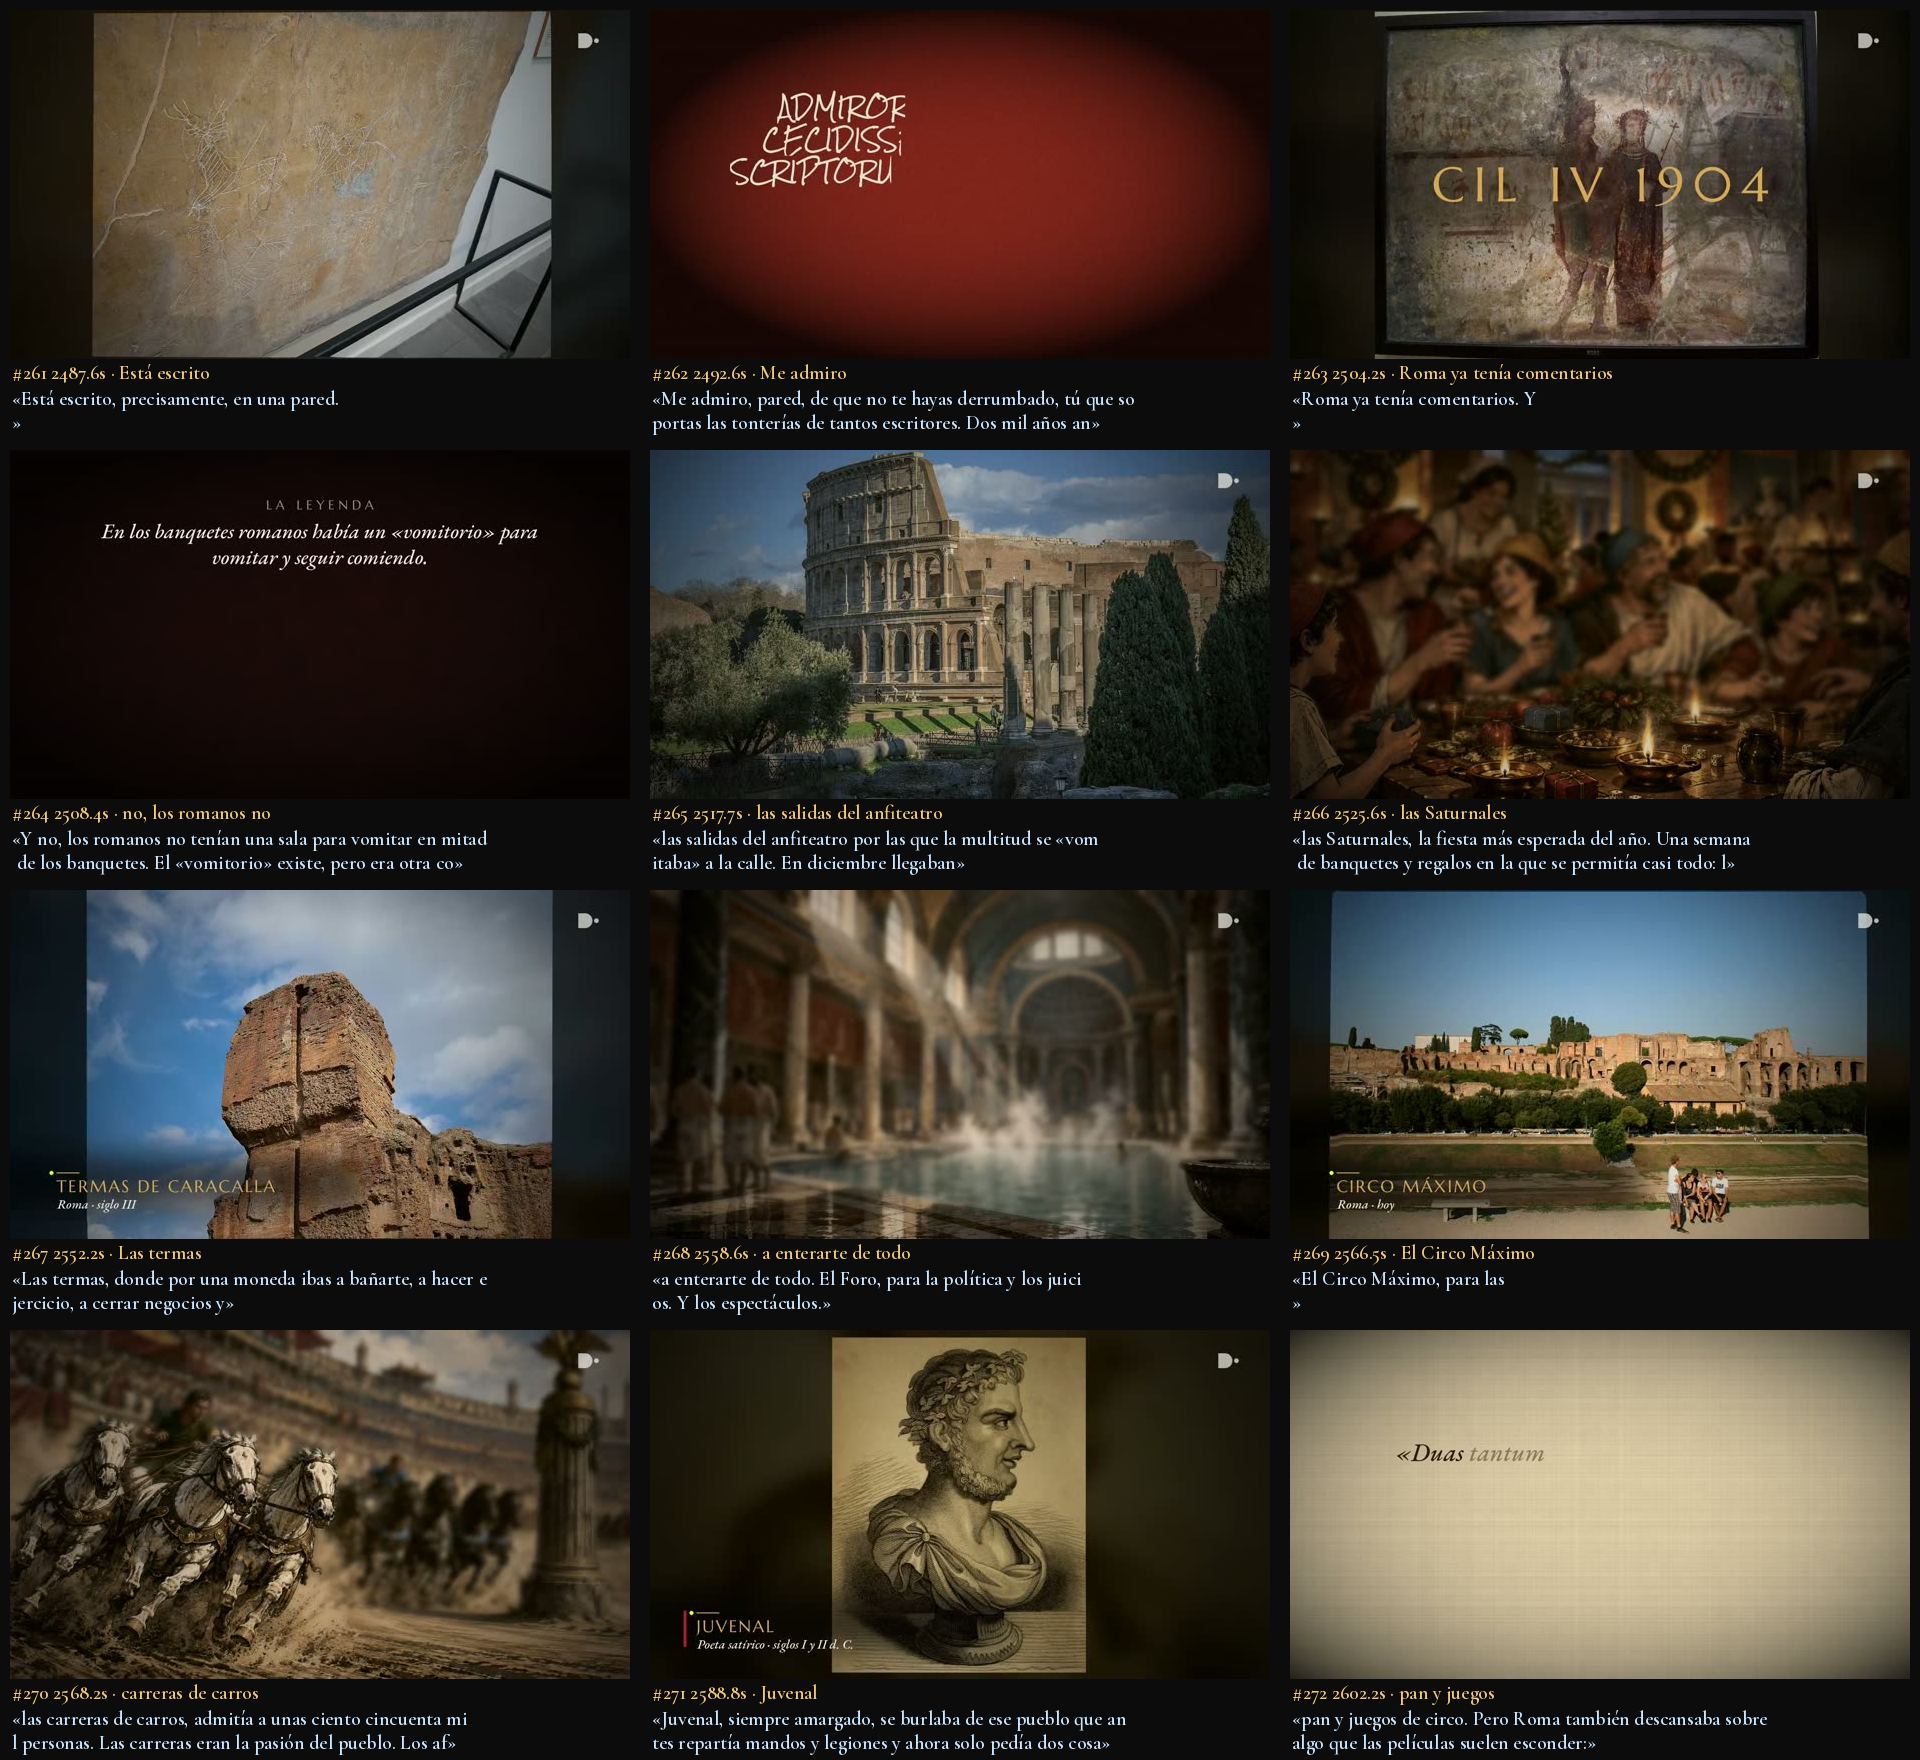 ADMIROR
CECIDISSI
SCRIPTORU
CIL IV 1904
#261 2487.6s · Está escrito
«Está escrito, precisamente, en una pared.
»
#262 2492.6s · Me admiro
«Me admiro, pared, de que no te hayas derrumbado, tú que so
portas las tonterías de tantos escritores. Dos mil años an»
#263 2504.2s · Roma ya tenía comentarios
«Roma ya tenía comentarios. Y
»
LA LEYENDA
En los banquetes romanos había un «vomitorio» para
vomitar y seguir comiendo.
#264 2508.4s · no, los romanos no
«Y no, los romanos no tenían una sala para vomitar en mitad
de los banquetes. El «vomitorio» existe, pero era otra co»
#265 2517.7s · las salidas del anfiteatro
«las salidas del anfiteatro por las que la multitud se «vom
itaba» a la calle. En diciembre llegaban»
#266 2525.6s · las Saturnales
«las Saturnales, la fiesta más esperada del año. Una semana
de banquetes y regalos en la que se permitía casi todo: l»
TERMAS DE CARACALLA
Roma · siglo III
CIRCO MÁXIMO
Roma · hoy
#267 2552.2s · Las termas
«Las termas, donde por una moneda ibas a bañarte, a hacer e
jercicio, a cerrar negocios y»
#268 2558.6s · a enterarte de todo
«a enterarte de todo. El Foro, para la política y los juici
os. Y los espectáculos.»
#269 2566.5s · El Circo Máximo
«El Circo Máximo, para las
»
JUVENAL
Poeta satírico · siglos I y II d. C.
«Duas tantum
#270 2568.2s · carreras de carros
«las carreras de carros, admitía a unas ciento cincuenta mi
l personas. Las carreras eran la pasión del pueblo. Los af»
#271 2588.8s · Juvenal
«Juvenal, siempre amargado, se burlaba de ese pueblo que an
tes repartía mandos y legiones y ahora solo pedía dos cosa»
#272 2602.2s · pan y juegos
«pan y juegos de circo. Pero Roma también descansaba sobre
algo que las películas suelen esconder:»